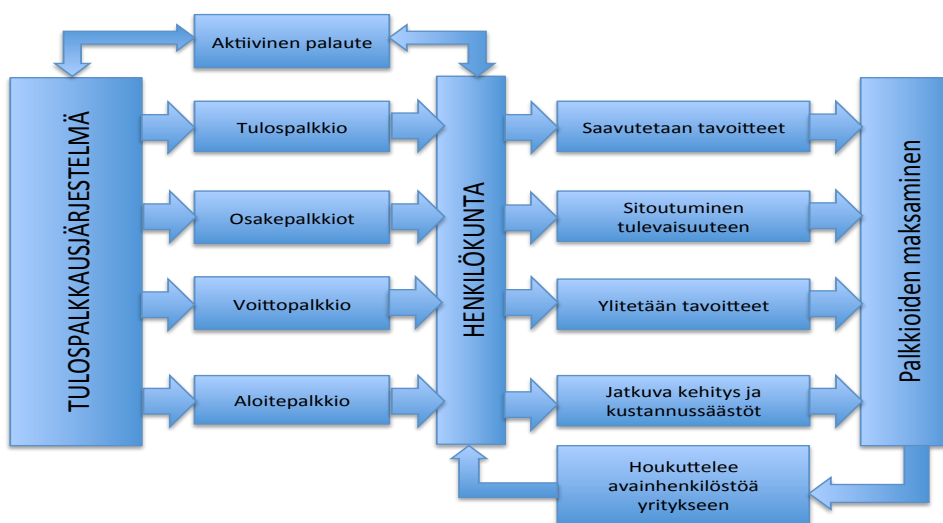 Aktiivinen palaute
TULOSPALKKAUSJÄRJESTELMÄ
Tulospalkkio
Osakepalkkiot
Voittopalkkio
Aloitepalkkio
HENKILÖKUNTA
Saavutetaan tavoitteet
Sitoutuminen
tulevaisuuteen
Ylitetään tavoitteet
Jatkuva kehitys ja
kustannussäästöt
Houkuttelee
avainhenkilöstöä
yritykseen
Palkkioiden maksaminen